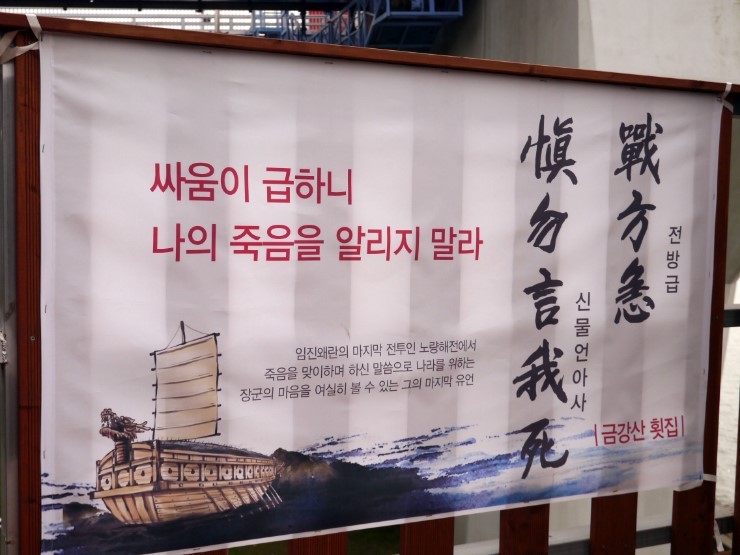 싸움이 급하니
나의 죽음을 알리지 말라
임진왜란의 마지막 전투인 노량해전에서
죽음을 맞이하며 하신 말씀으로 나라를 위하는
장군의 마음을 여실히 볼 수 있는 그의 마지막 유언
戰方急
전방급
愼勿言我死
신물언아사
|금강산 횟집|